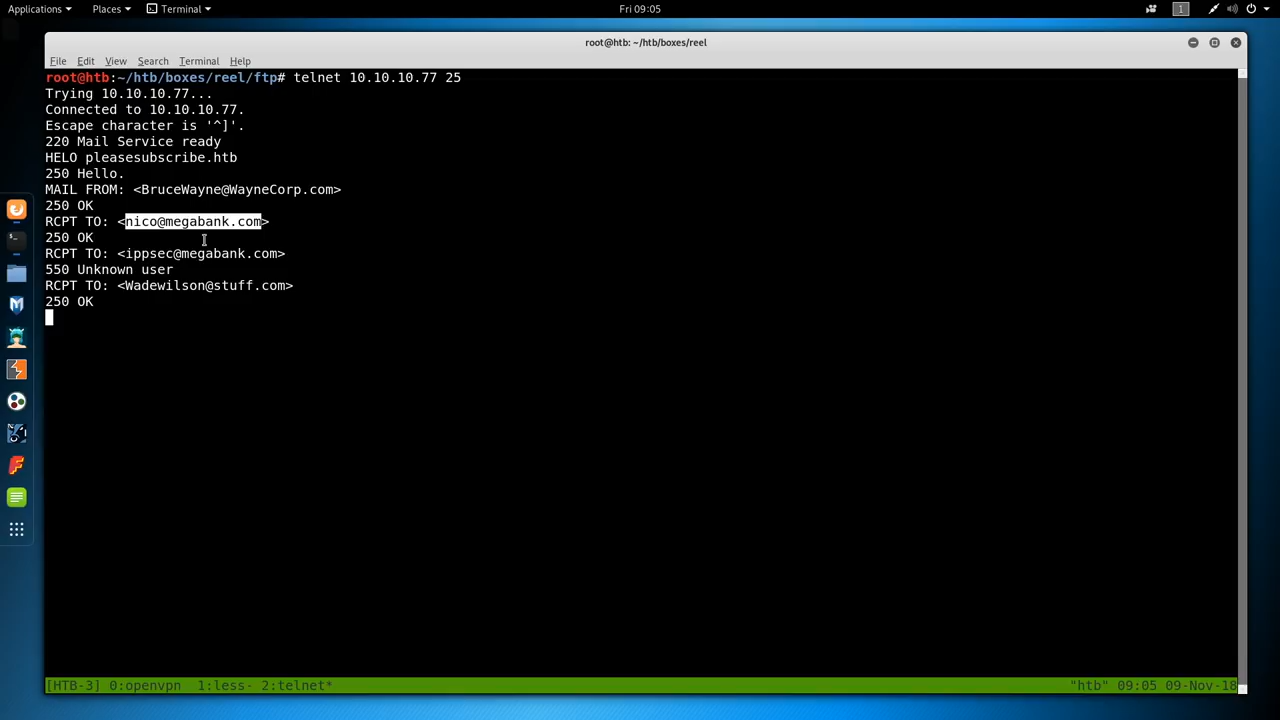 Applications
Places
Terminal
Fri 09:05
1
root@htb: ~/htb/boxes/reel
File Edit View Search Terminal Help
root@htb:~/htb/boxes/reel/ftp# telnet 10.10.10.77 25
Trying 10.10.10.77...
Connected to 10.10.10.77.
Escape character is '^]'.
220 Mail Service ready
HELO pleasesubscribe.htb
250 Hello.
MAIL FROM: <BruceWayne@WayneCorp.com>
250 OK
RCPT TO: <nico@megabank.com>
250 OK
RCPT TO: <ippsec@megabank.com>
550 Unknown user
RCPT TO: <Wadewilson@stuff.com>
250 OK
[HTB-3] 0:openvpn  1:less- 2:telnet*
"htb" 09:05 09-Nov-18